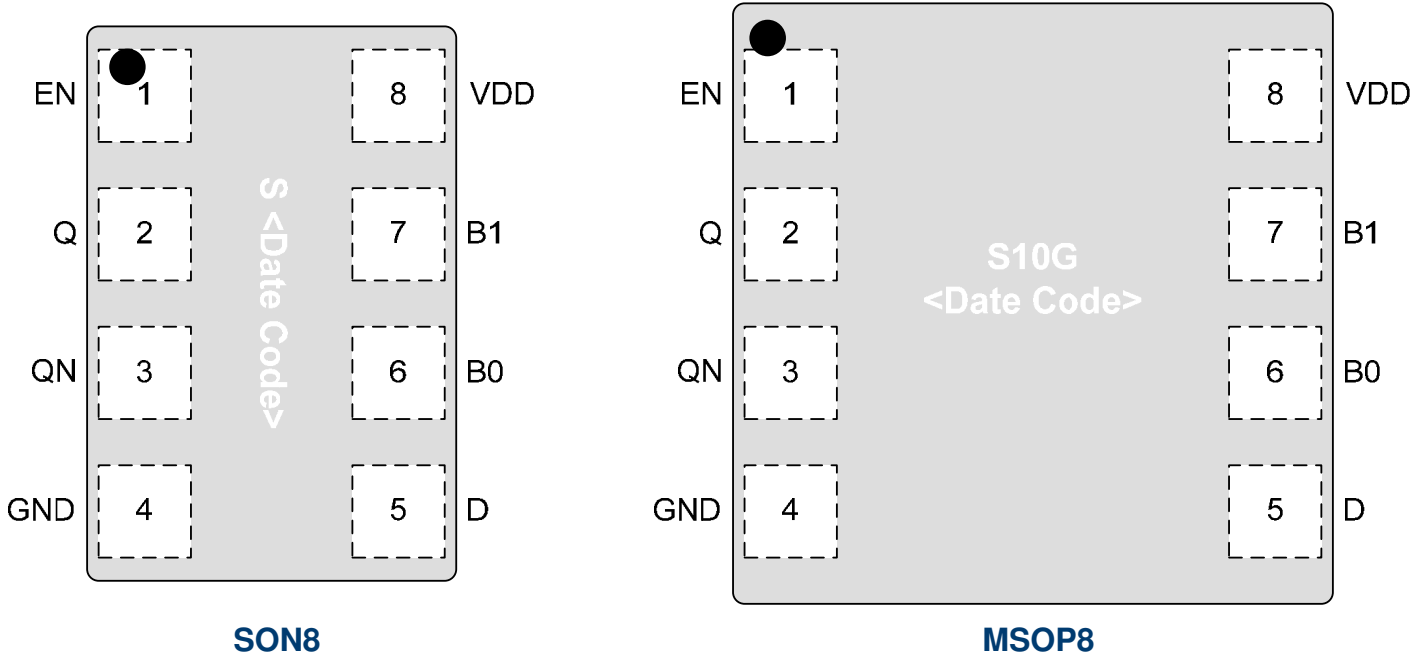 EN 1 8 VDD
Q 2 7 B1
QN 3 6 B0
GND 4 5 D
S <Date Code>
SON8
EN 1 8 VDD
Q 2 7 B1
QN 3 6 B0
GND 4 5 D
S10G
<Date Code>
MSOP8